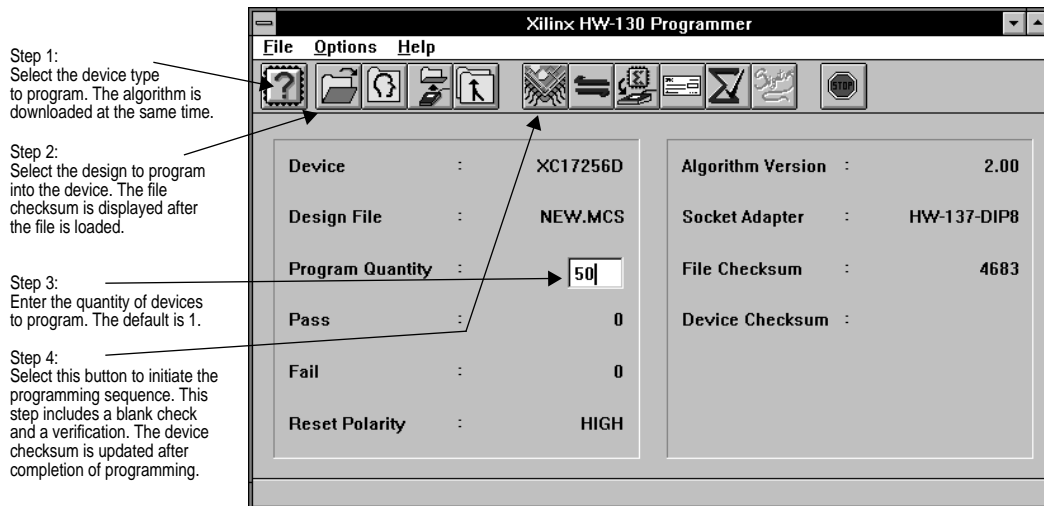 Step 1:
Select the device type
to program. The algorithm is
downloaded at the same time.
Step 2:
Select the design to program
into the device. The file
checksum is displayed after
the file is loaded.
Step 3:
Enter the quantity of devices
to program. The default is 1.
Step 4:
Select this button to initiate the
programming sequence. This
step includes a blank check
and a verification. The device
checksum is updated after
completion of programming.
Xilinx HW-130 Programmer
File Options Help
?
STOP
Device : XC17256D
Design File : NEW.MCS
Program Quantity : 50
Pass : 0
Fail : 0
Reset Polarity : HIGH
Algorithm Version : 2.00
Socket Adapter : HW-137-DIP8
File Checksum : 4683
Device Checksum :